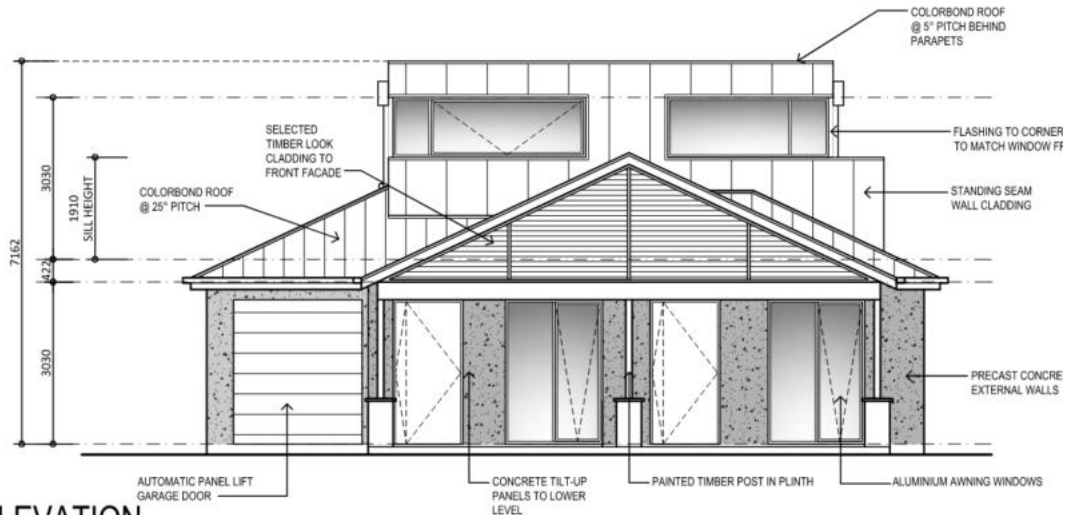 COLORBOND ROOF
@ 5° PITCH BEHIND
PARAPETS
SELECTED
TIMBER LOOK
CLADDING TO
FRONT FACADE
FLASHING TO CORNER
TO MATCH WINDOW FR
COLORBOND ROOF
@ 25° PITCH
STANDING SEAM
WALL CLADDING
7162
3030
1910
SILL HEIGHT
422
3030
PRECAST CONCRE
EXTERNAL WALLS
AUTOMATIC PANEL LIFT
GARAGE DOOR
CONCRETE TILT-UP
PANELS TO LOWER
LEVEL
PAINTED TIMBER POST IN PLINTH
ALUMINIUM AWNING WINDOWS
LEVATION